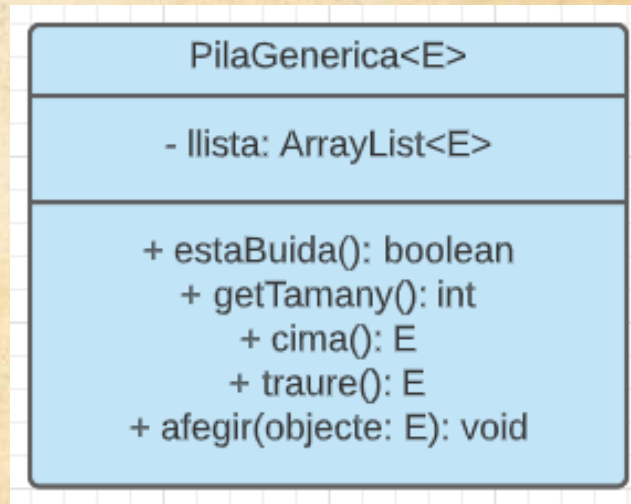 PilaGenerica<E>
- llista: ArrayList<E>
+ estaBuida(): boolean
+ getTamany(): int
+ cima(): E
+ traure(): E
+ afegir(objecte: E): void